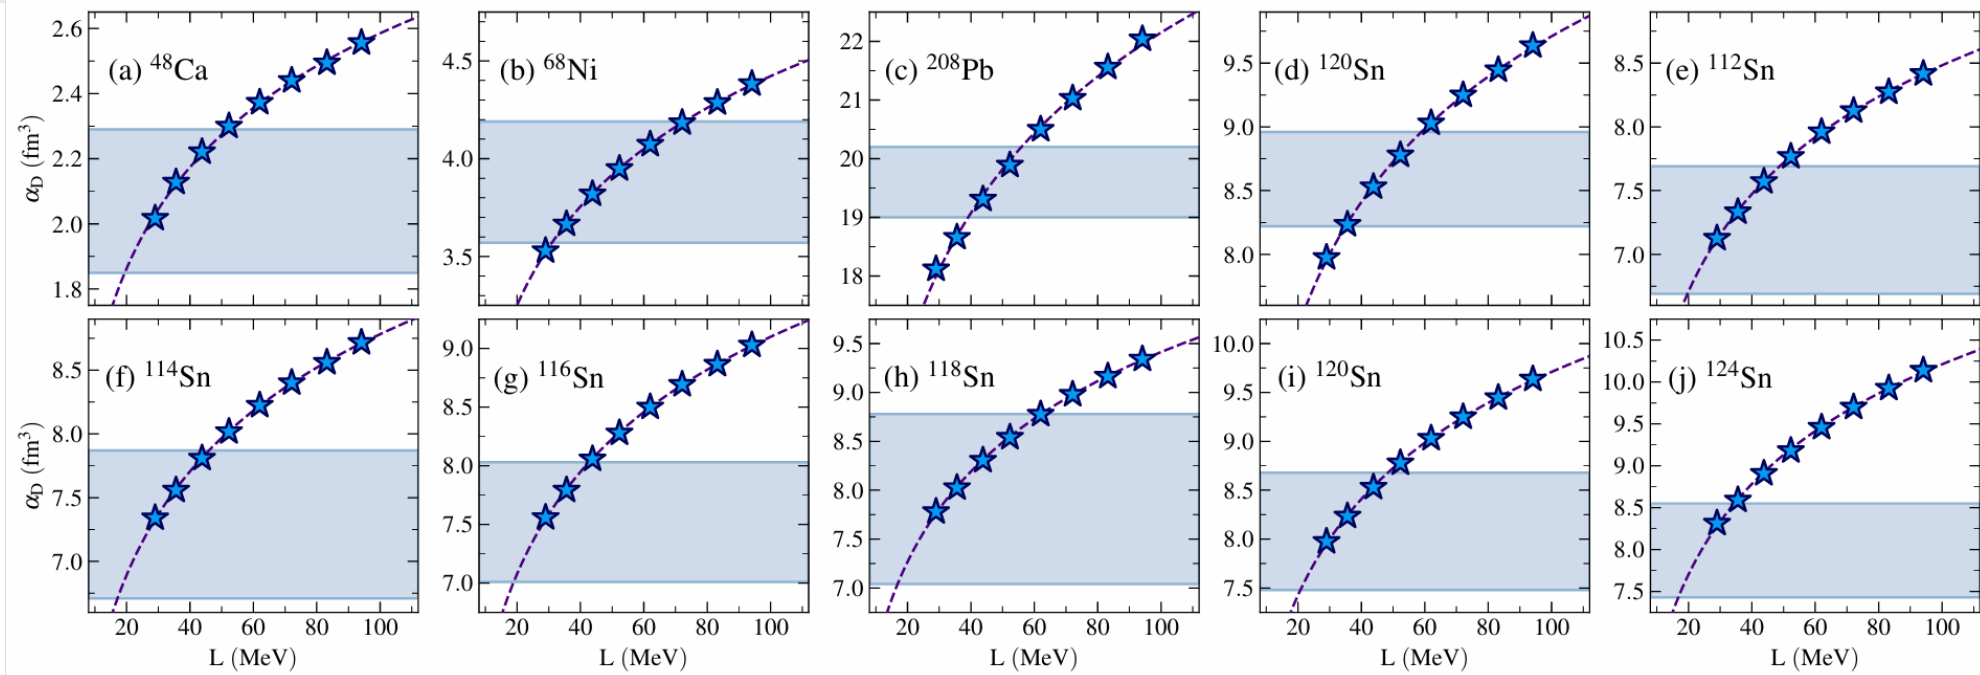 (a) ⁴⁸Ca
2.6
2.4
2.2
2.0
1.8
α_D (fm³)
(b) ⁶⁸Ni
4.5
4.0
3.5
(c) ²⁰⁸Pb
22
21
20
19
18
(d) ¹²⁰Sn
9.5
9.0
8.5
8.0
(e) ¹¹²Sn
8.5
8.0
7.5
7.0
(f) ¹¹⁴Sn
8.5
8.0
7.5
7.0
α_D (fm³)
20 40 60 80 100
L (MeV)
(g) ¹¹⁶Sn
9.0
8.5
8.0
7.5
7.0
20 40 60 80 100
L (MeV)
(h) ¹¹⁸Sn
9.5
9.0
8.5
8.0
7.5
7.0
20 40 60 80 100
L (MeV)
(i) ¹²⁰Sn
10.0
9.5
9.0
8.5
8.0
7.5
20 40 60 80 100
L (MeV)
(j) ¹²⁴Sn
10.5
10.0
9.5
9.0
8.5
8.0
7.5
20 40 60 80 100
L (MeV)